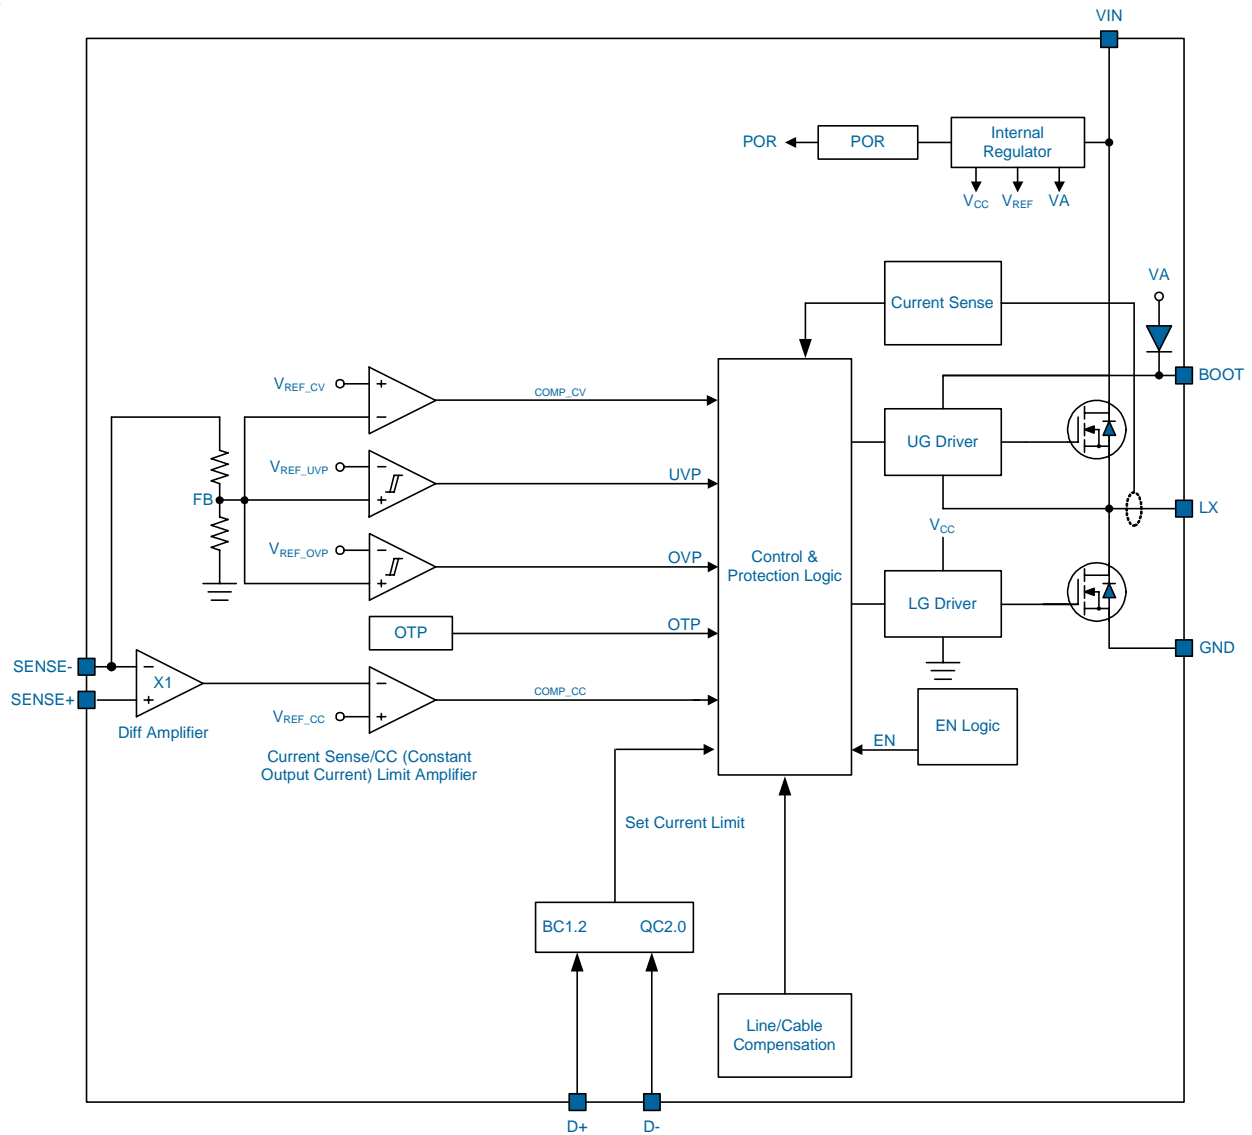 VIN
POR
POR
Internal
Regulator
VCC
VREF
VA
VA
Current Sense
BOOT
VREF_CV
+
−
COMP_CV
UG Driver
VREF_UVP
−
+
UVP
FB
LX
VCC
VREF_OVP
−
+
OVP
Control &
Protection Logic
LG Driver
OTP
OTP
GND
SENSE-
SENSE+
−
X1
+
Diff Amplifier
−
VREF_CC
+
COMP_CC
Current Sense/CC (Constant
Output Current) Limit Amplifier
EN
EN Logic
Set Current Limit
BC1.2
QC2.0
Line/Cable
Compensation
D+
D-